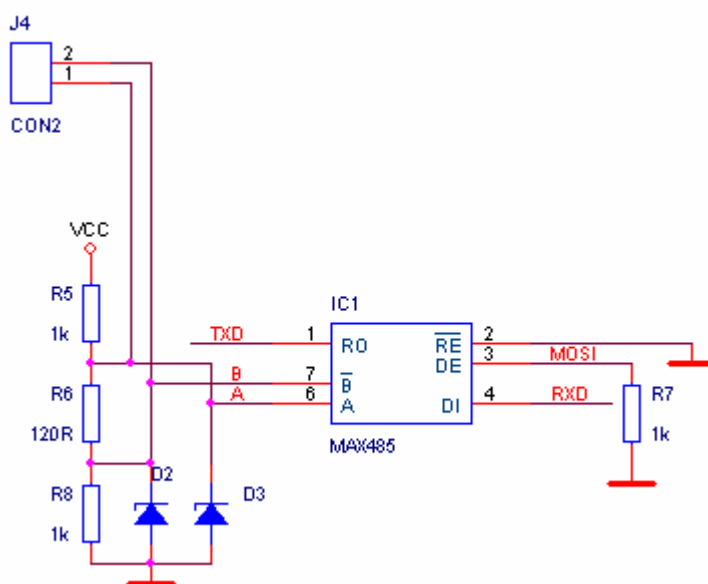 J4
2
1
CON2
VCC
R5
1k
R6
120R
R8
1k
D2
D3
IC1
TXD 1 RO RE 2
DE 3 MOSI
B 7 B
A 6 A DI 4 RXD
MAX485
R7
1k